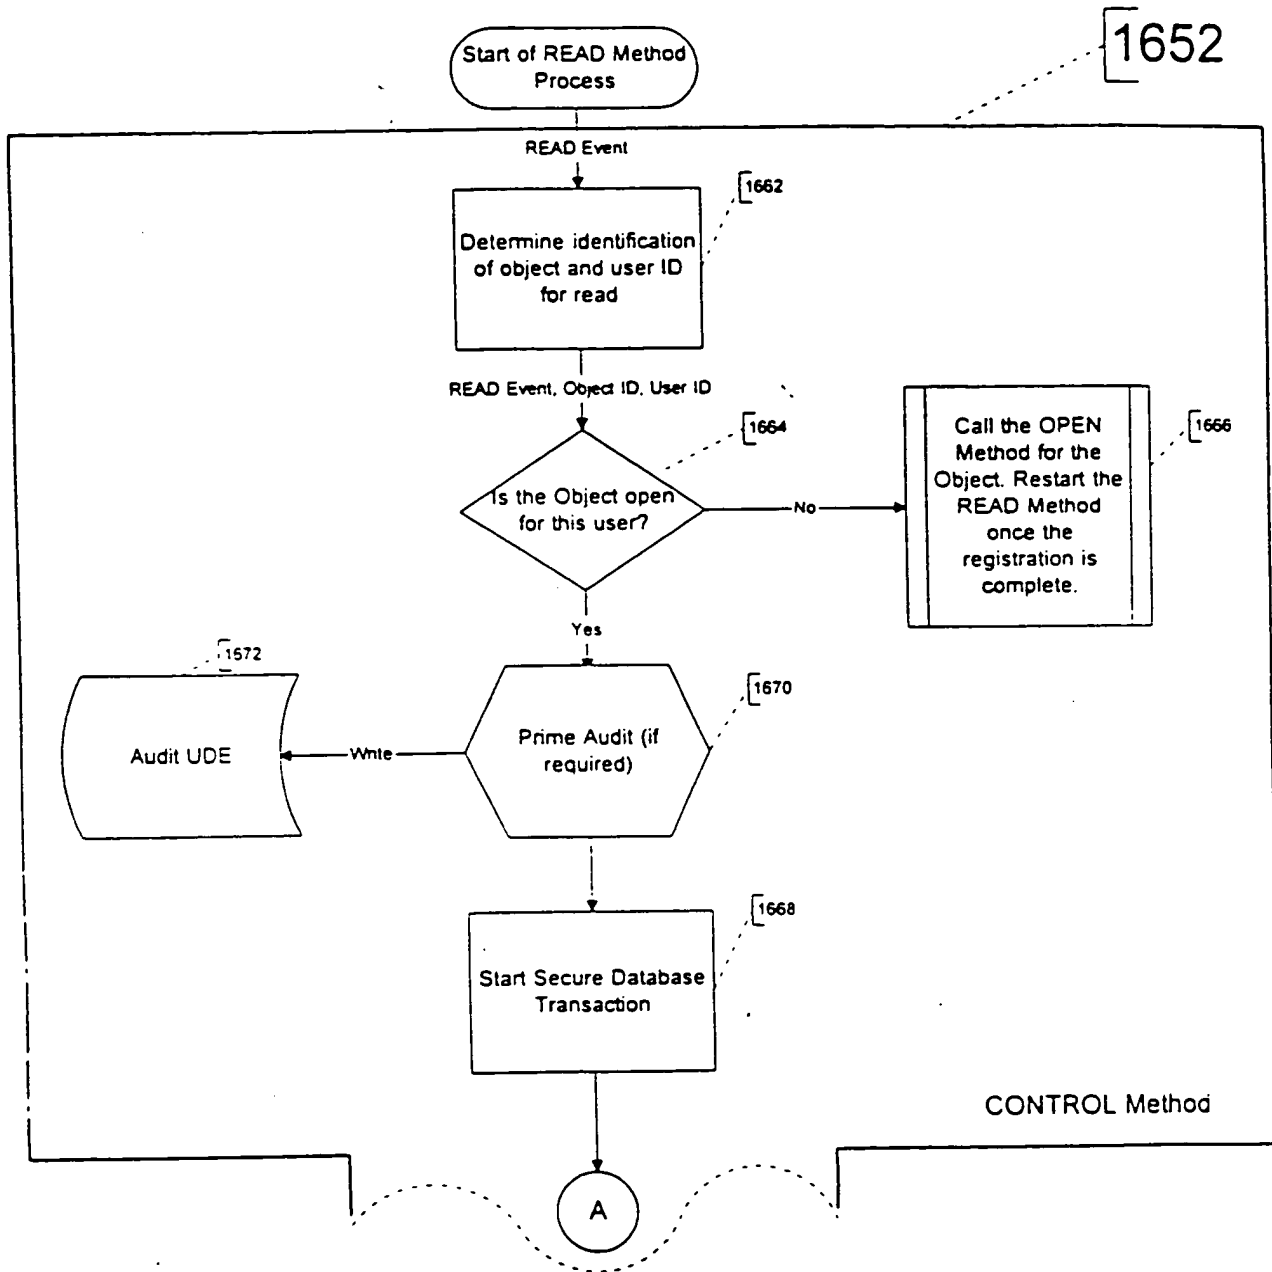 1652
Start of READ Method
Process
READ Event
1662
Determine identification
of object and user ID
for read
READ Event, Object ID, User ID
1664
Is the Object open
for this user?
No
1666
Call the OPEN
Method for the
Object. Restart the
READ Method
once the
registration is
complete.
Yes
1672
1670
Audit UDE
Write
Prime Audit (if
required)
1668
Start Secure Database
Transaction
CONTROL Method
A